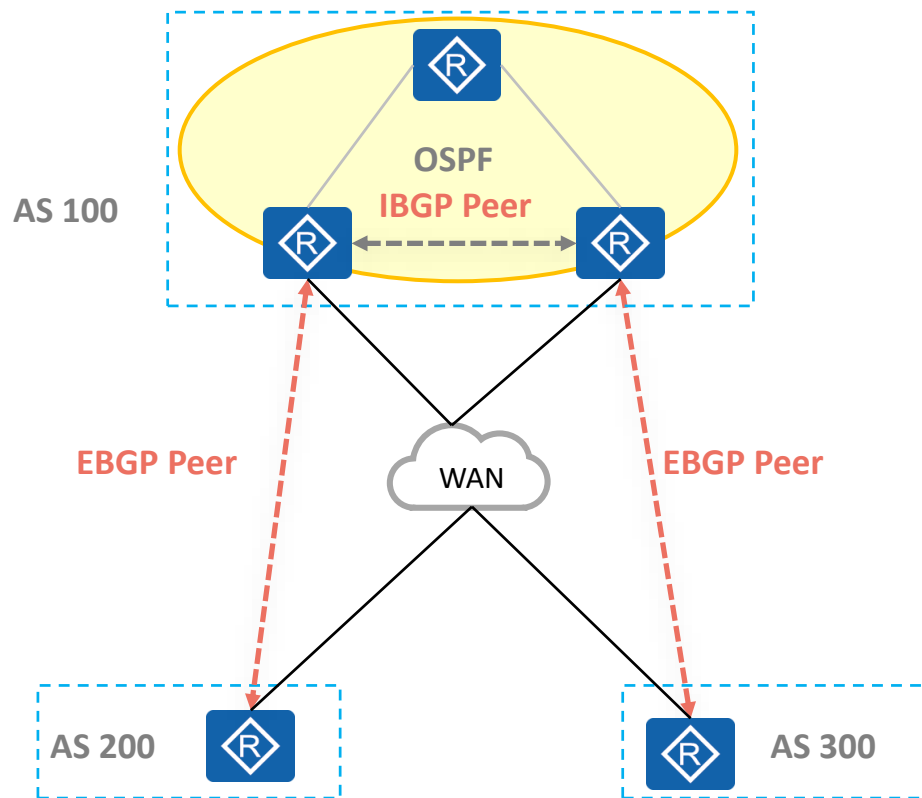 R
OSPF
AS 100
IBGP Peer
R
R
EBGP Peer
WAN
EBGP Peer
AS 200
R
R
AS 300